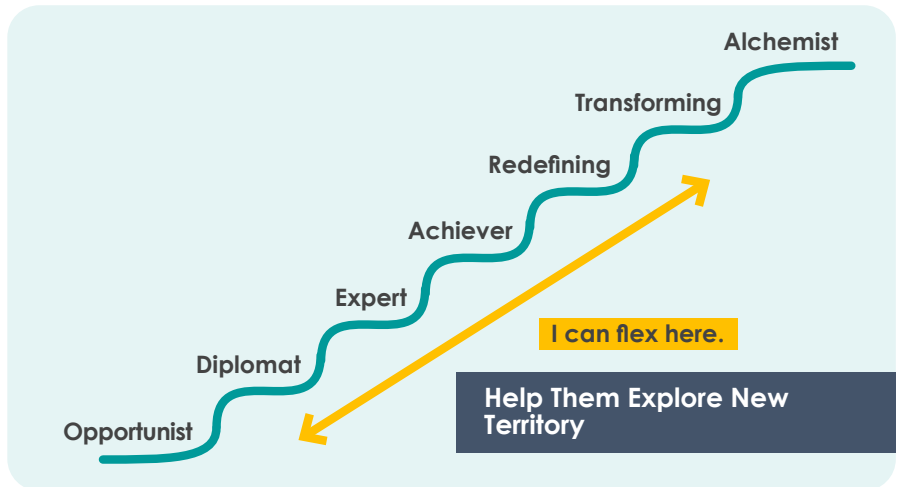 Alchemist
Transforming
Redefining
Achiever
Expert
I can flex here.
Diplomat
Help Them Explore New
Territory
Opportunist